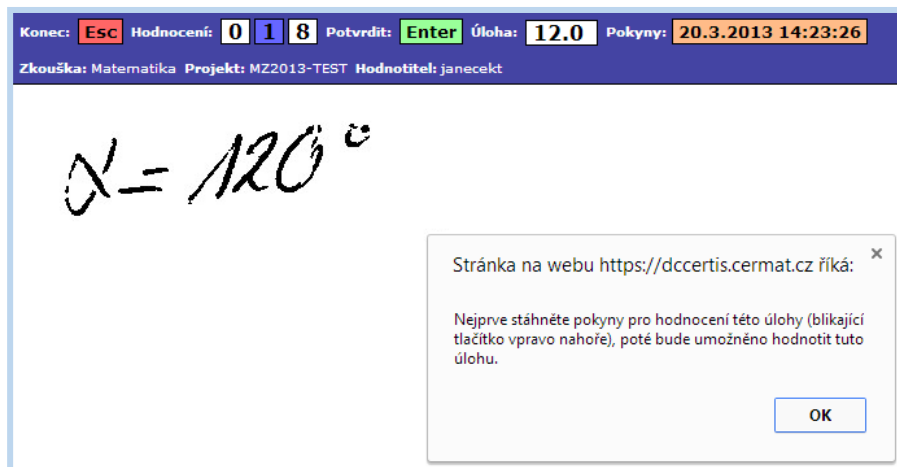 Konec: Esc Hodnocení: 0 1 8 Potvrdit: Enter Úloha: 12.0 Pokyny: 20.3.2013 14:23:26
Zkouška: Matematika Projekt: MZ2013-TEST Hodnotitel: janecekt
α = 120°
Stránka na webu https://dccertis.cermat.cz říká: ×
Nejprve stáhněte pokyny pro hodnocení této úlohy (blikající
tlačítko vpravo nahoře), poté bude umožněno hodnotit tuto
úlohu.
OK